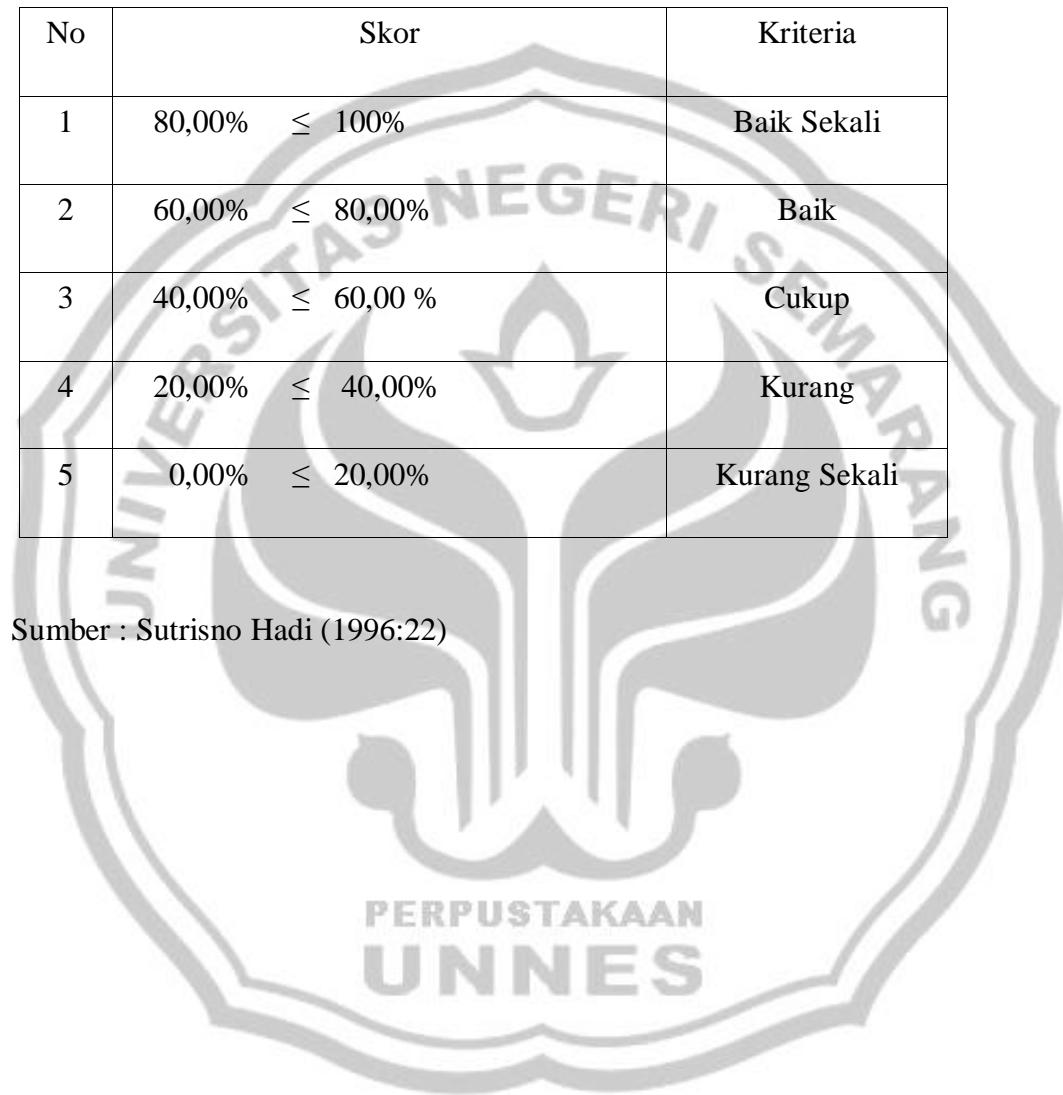 No Skor Kriteria
1 80,00% ≤ 100% Baik Sekali
2 60,00% ≤ 80,00% Baik
3 40,00% ≤ 60,00 % Cukup
4 20,00% ≤ 40,00% Kurang
5 0,00% ≤ 20,00% Kurang Sekali
Sumber : Sutrisno Hadi (1996:22)
UNIVERSITAS NEGERI SEMARANG
PERPUSTAKAAN
UNNES